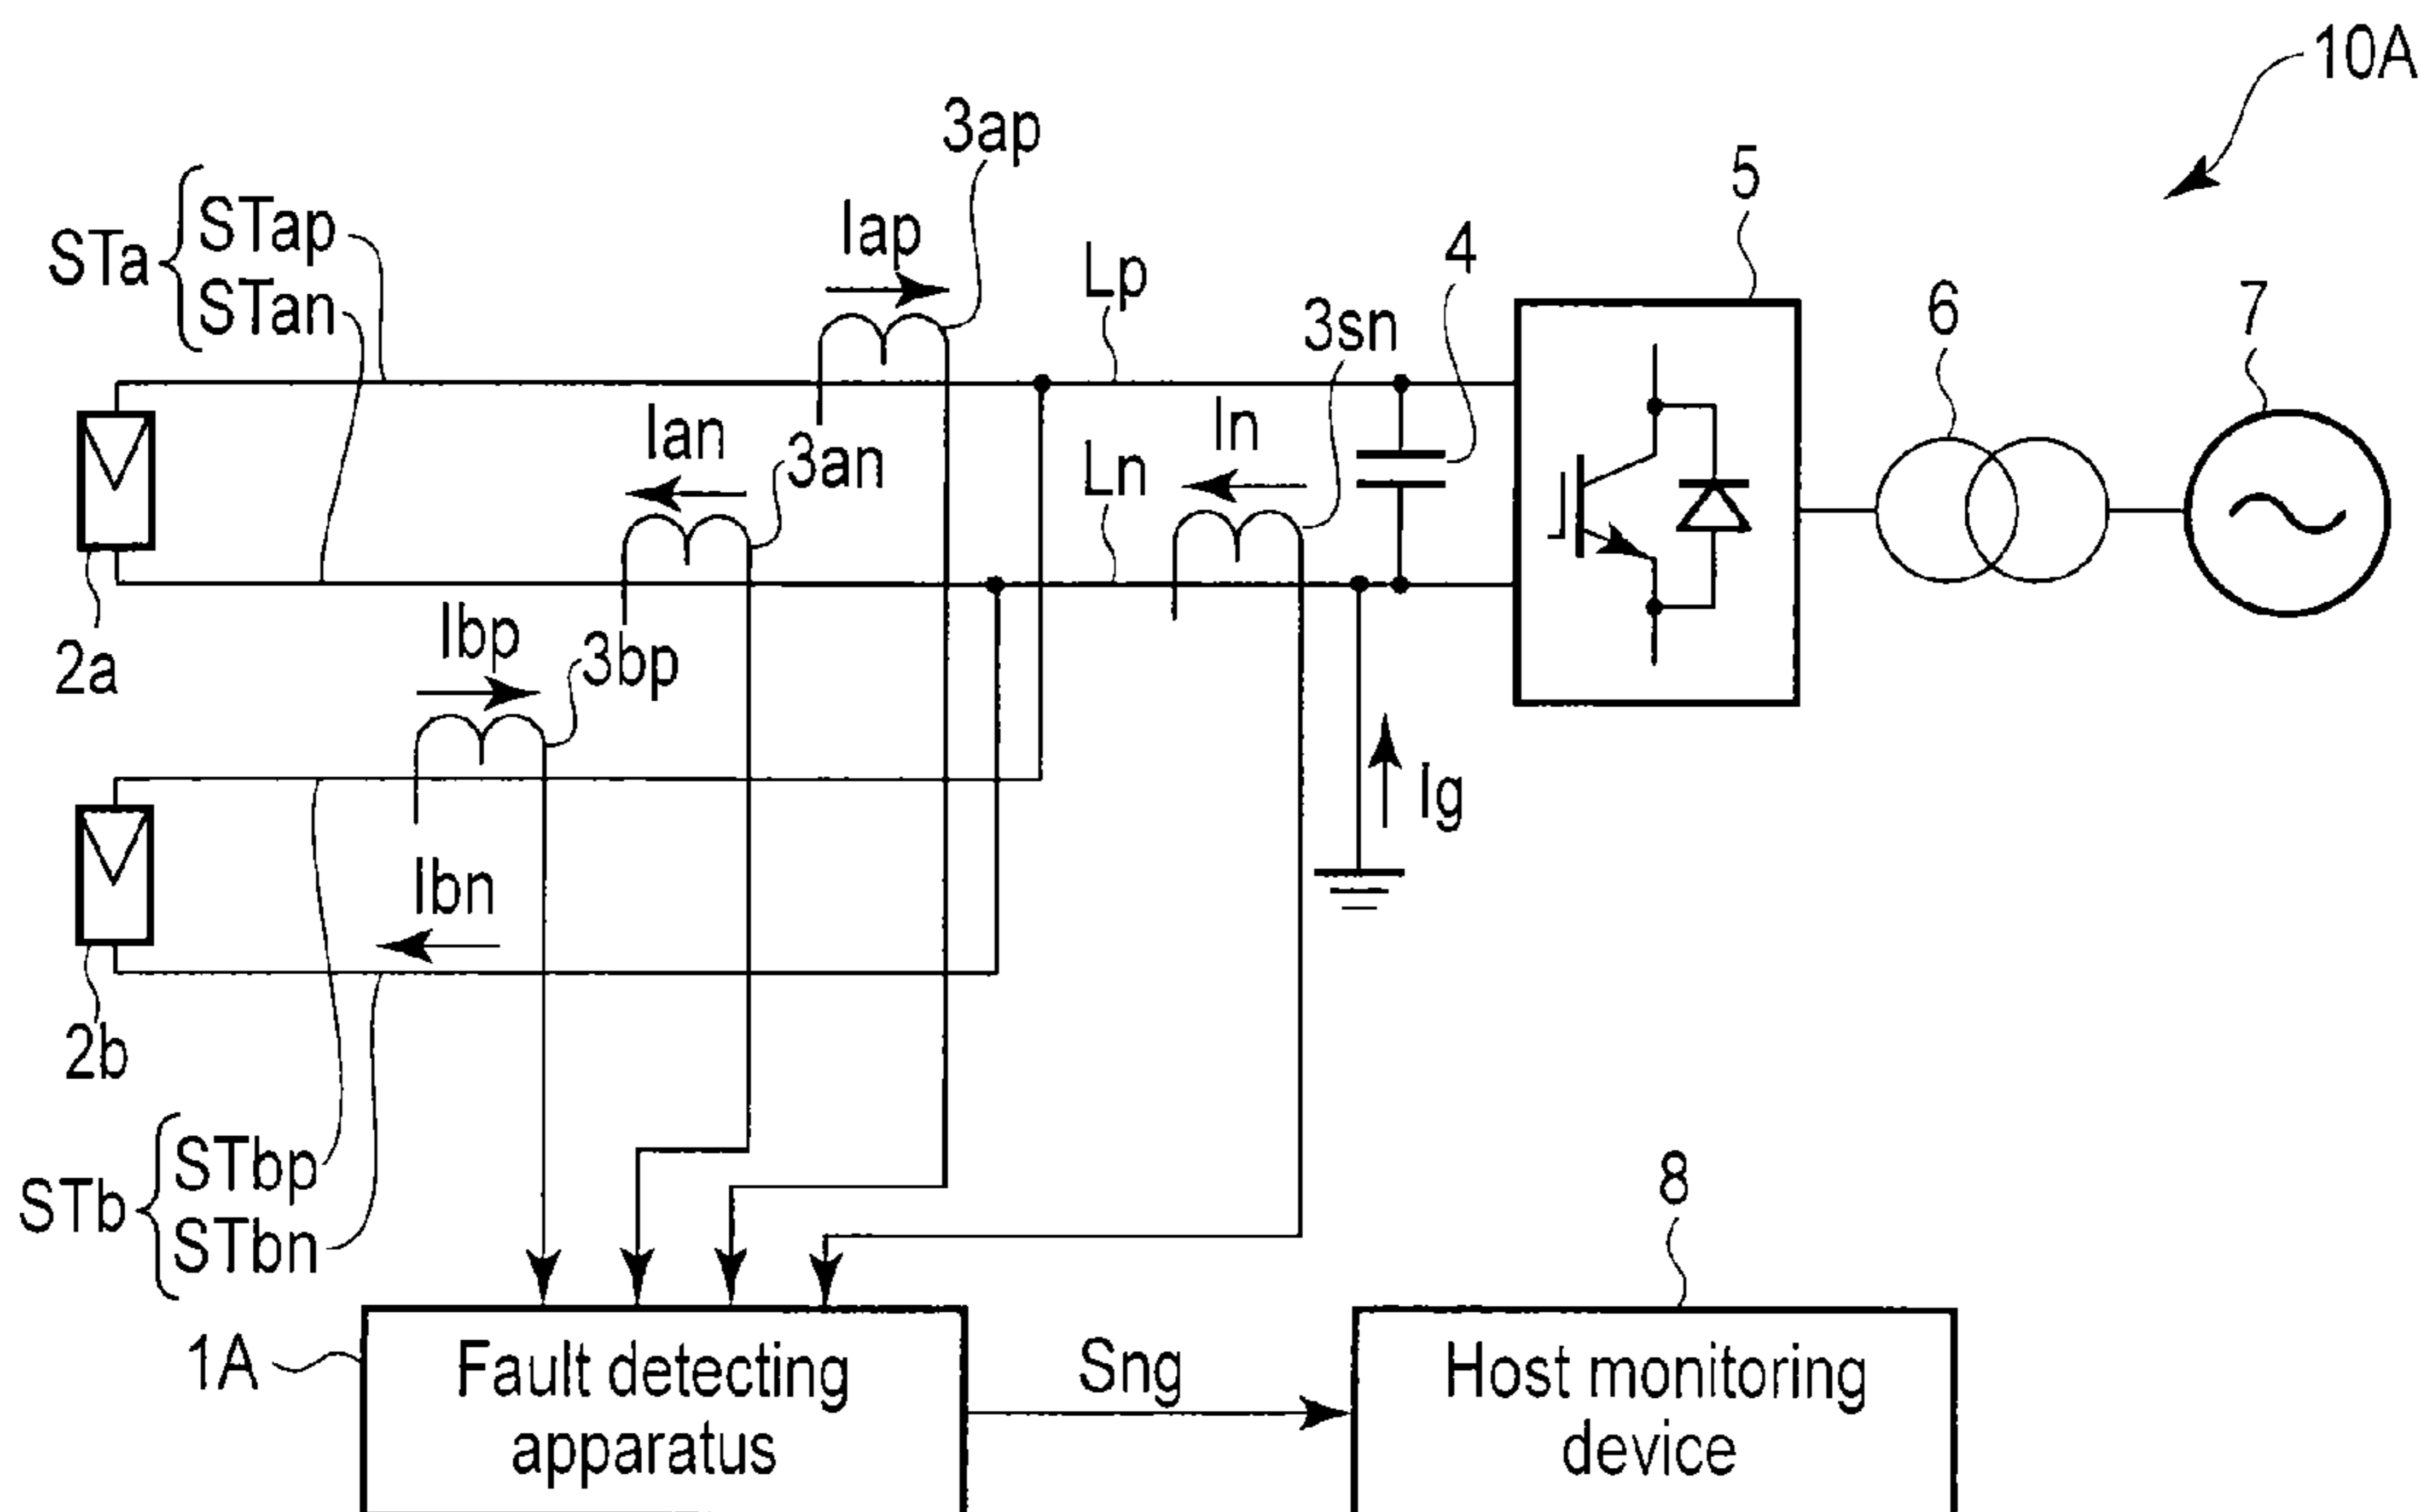 10A
3ap
5
STa
STap
STan
Iap
Lp
4
3sn
6
7
Ian
3an
Ln
In
2a
Ibp
3bp
Ig
Ibn
2b
STb
STbp
STbn
8
1A
Fault detecting
apparatus
Sng
Host monitoring
device